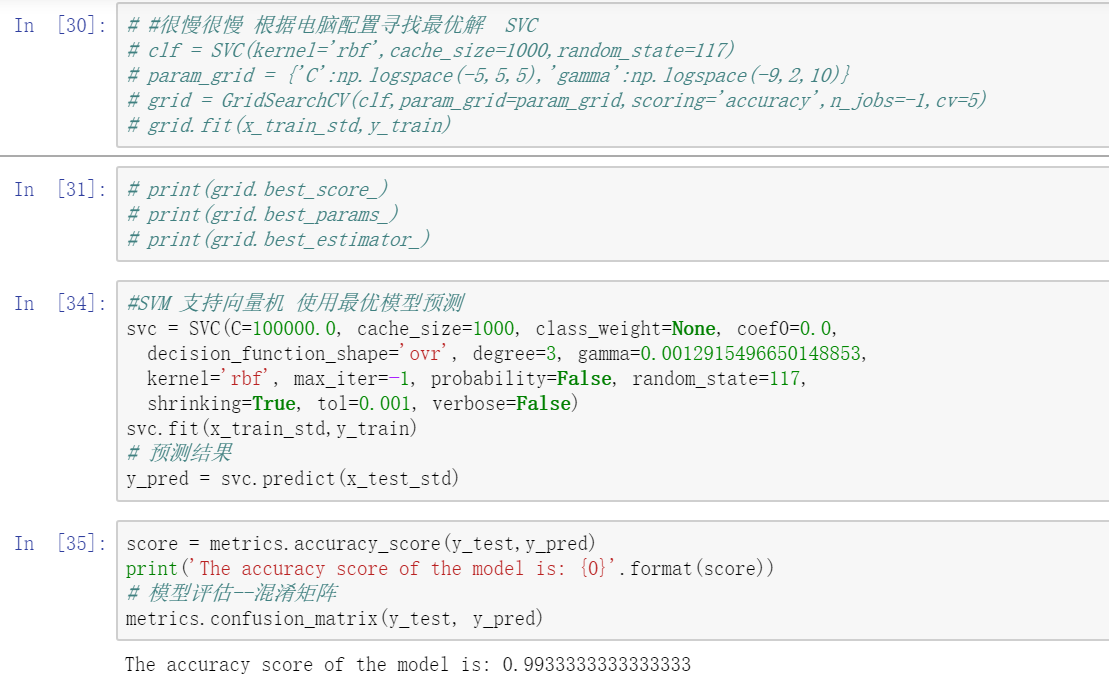 In [30]: # #很慢很慢 根据电脑配置寻找最优解  SVC
# clf = SVC(kernel='rbf',cache_size=1000,random_state=117)
# param_grid = {'C':np.logspace(-5,5,5),'gamma':np.logspace(-9,2,10)}
# grid = GridSearchCV(clf,param_grid=param_grid,scoring='accuracy',n_jobs=-1,cv=5)
# grid.fit(x_train_std,y_train)
In [31]: # print(grid.best_score_)
# print(grid.best_params_)
# print(grid.best_estimator_)
In [34]: #SVM 支持向量机 使用最优模型预测
svc = SVC(C=100000.0, cache_size=1000, class_weight=None, coef0=0.0,
  decision_function_shape='ovr', degree=3, gamma=0.0012915496650148853,
  kernel='rbf', max_iter=-1, probability=False, random_state=117,
  shrinking=True, tol=0.001, verbose=False)
svc.fit(x_train_std,y_train)
# 预测结果
y_pred = svc.predict(x_test_std)
In [35]: score = metrics.accuracy_score(y_test,y_pred)
print('The accuracy score of the model is: {0}'.format(score))
# 模型评估--混淆矩阵
metrics.confusion_matrix(y_test, y_pred)
The accuracy score of the model is: 0.9933333333333333